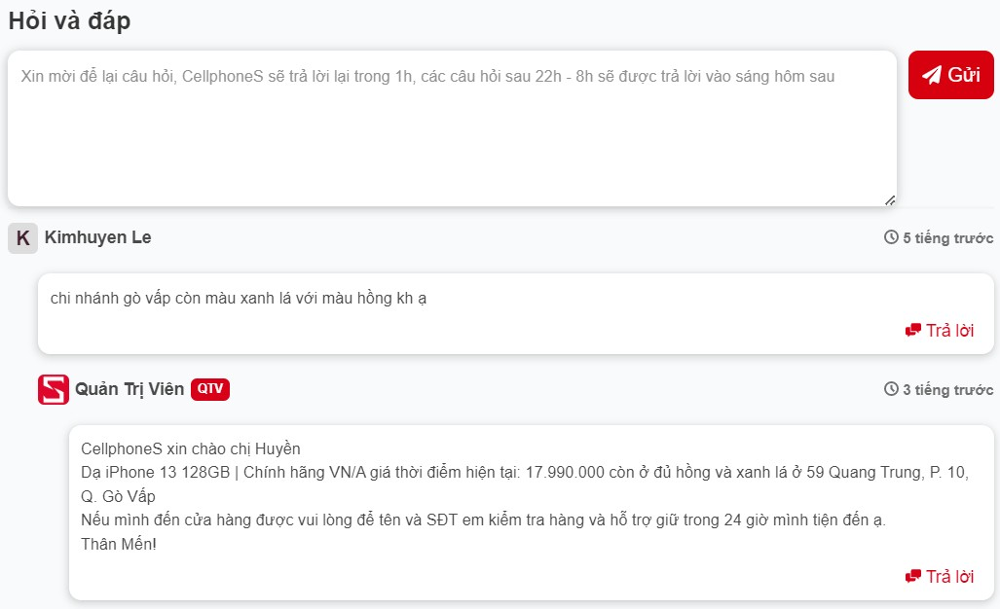 Hỏi và đáp
Xin mời để lại câu hỏi, CellphoneS sẽ trả lời lại trong 1h, các câu hỏi sau 22h - 8h sẽ được trả lời vào sáng hôm sau
Gửi
K Kimhuyen Le
5 tiếng trước
chi nhánh gò vấp còn màu xanh lá với màu hồng kh ạ
Trả lời
S Quản Trị Viên QTV
3 tiếng trước
CellphoneS xin chào chị Huyền
Dạ iPhone 13 128GB | Chính hãng VN/A giá thời điểm hiện tại: 17.990.000 còn ở đủ hồng và xanh lá ở 59 Quang Trung, P. 10,
Q. Gò Vấp
Nếu mình đến cửa hàng được vui lòng để tên và SĐT em kiểm tra hàng và hỗ trợ giữ trong 24 giờ mình tiện đến ạ.
Thân Mến!
Trả lời